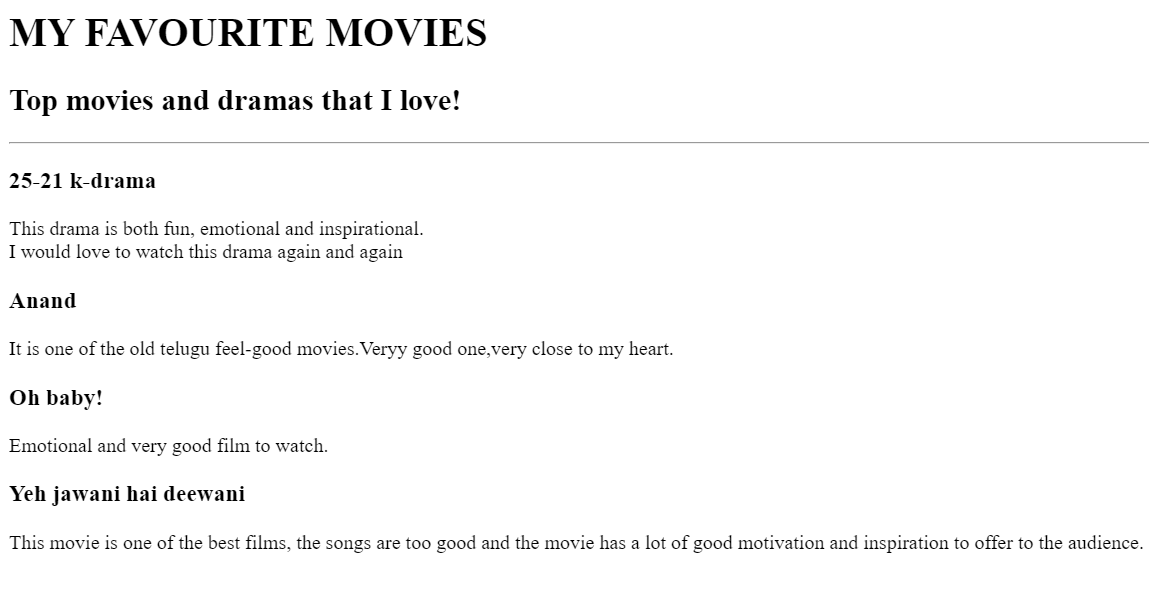 MY FAVOURITE MOVIES
Top movies and dramas that I love!
25-21 k-drama
This drama is both fun, emotional and inspirational.
I would love to watch this drama again and again
Anand
It is one of the old telugu feel-good movies.Veryy good one,very close to my heart.
Oh baby!
Emotional and very good film to watch.
Yeh jawani hai deewani
This movie is one of the best films, the songs are too good and the movie has a lot of good motivation and inspiration to offer to the audience.